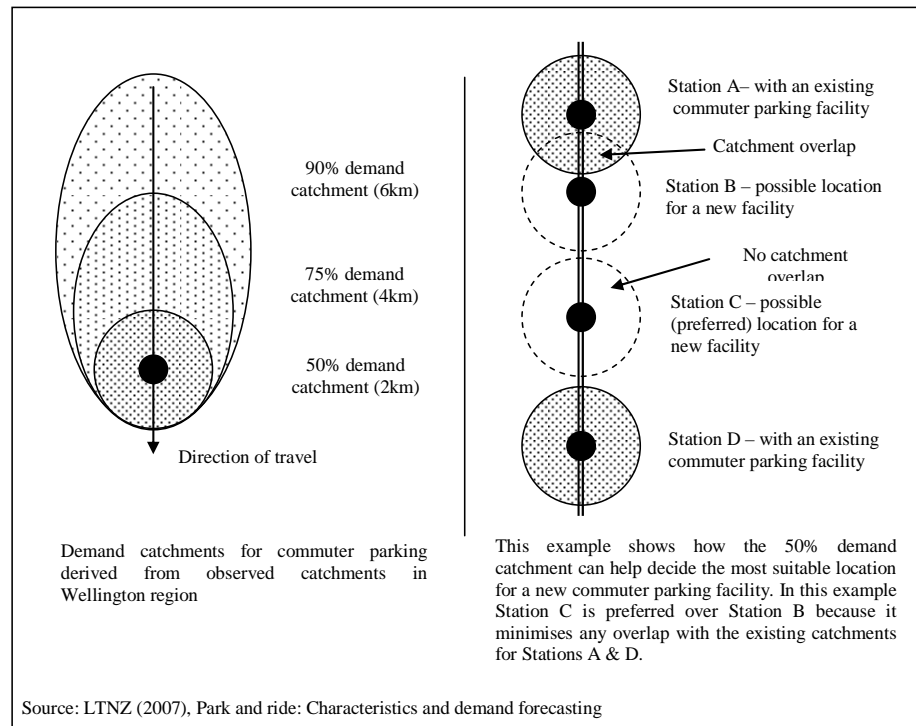 90% demand
catchment (6km)
75% demand
catchment (4km)
50% demand
catchment (2km)
Direction of travel
Demand catchments for commuter parking
derived from observed catchments in
Wellington region
Station A– with an existing
commuter parking facility
Catchment overlap
Station B – possible location
for a new facility
No catchment
overlap
Station C – possible
(preferred) location for a
new facility
Station D – with an existing
commuter parking facility
This example shows how the 50% demand
catchment can help decide the most suitable location
for a new commuter parking facility. In this example
Station C is preferred over Station B because it
minimises any overlap with the existing catchments
for Stations A & D.
Source: LTNZ (2007), Park and ride: Characteristics and demand forecasting